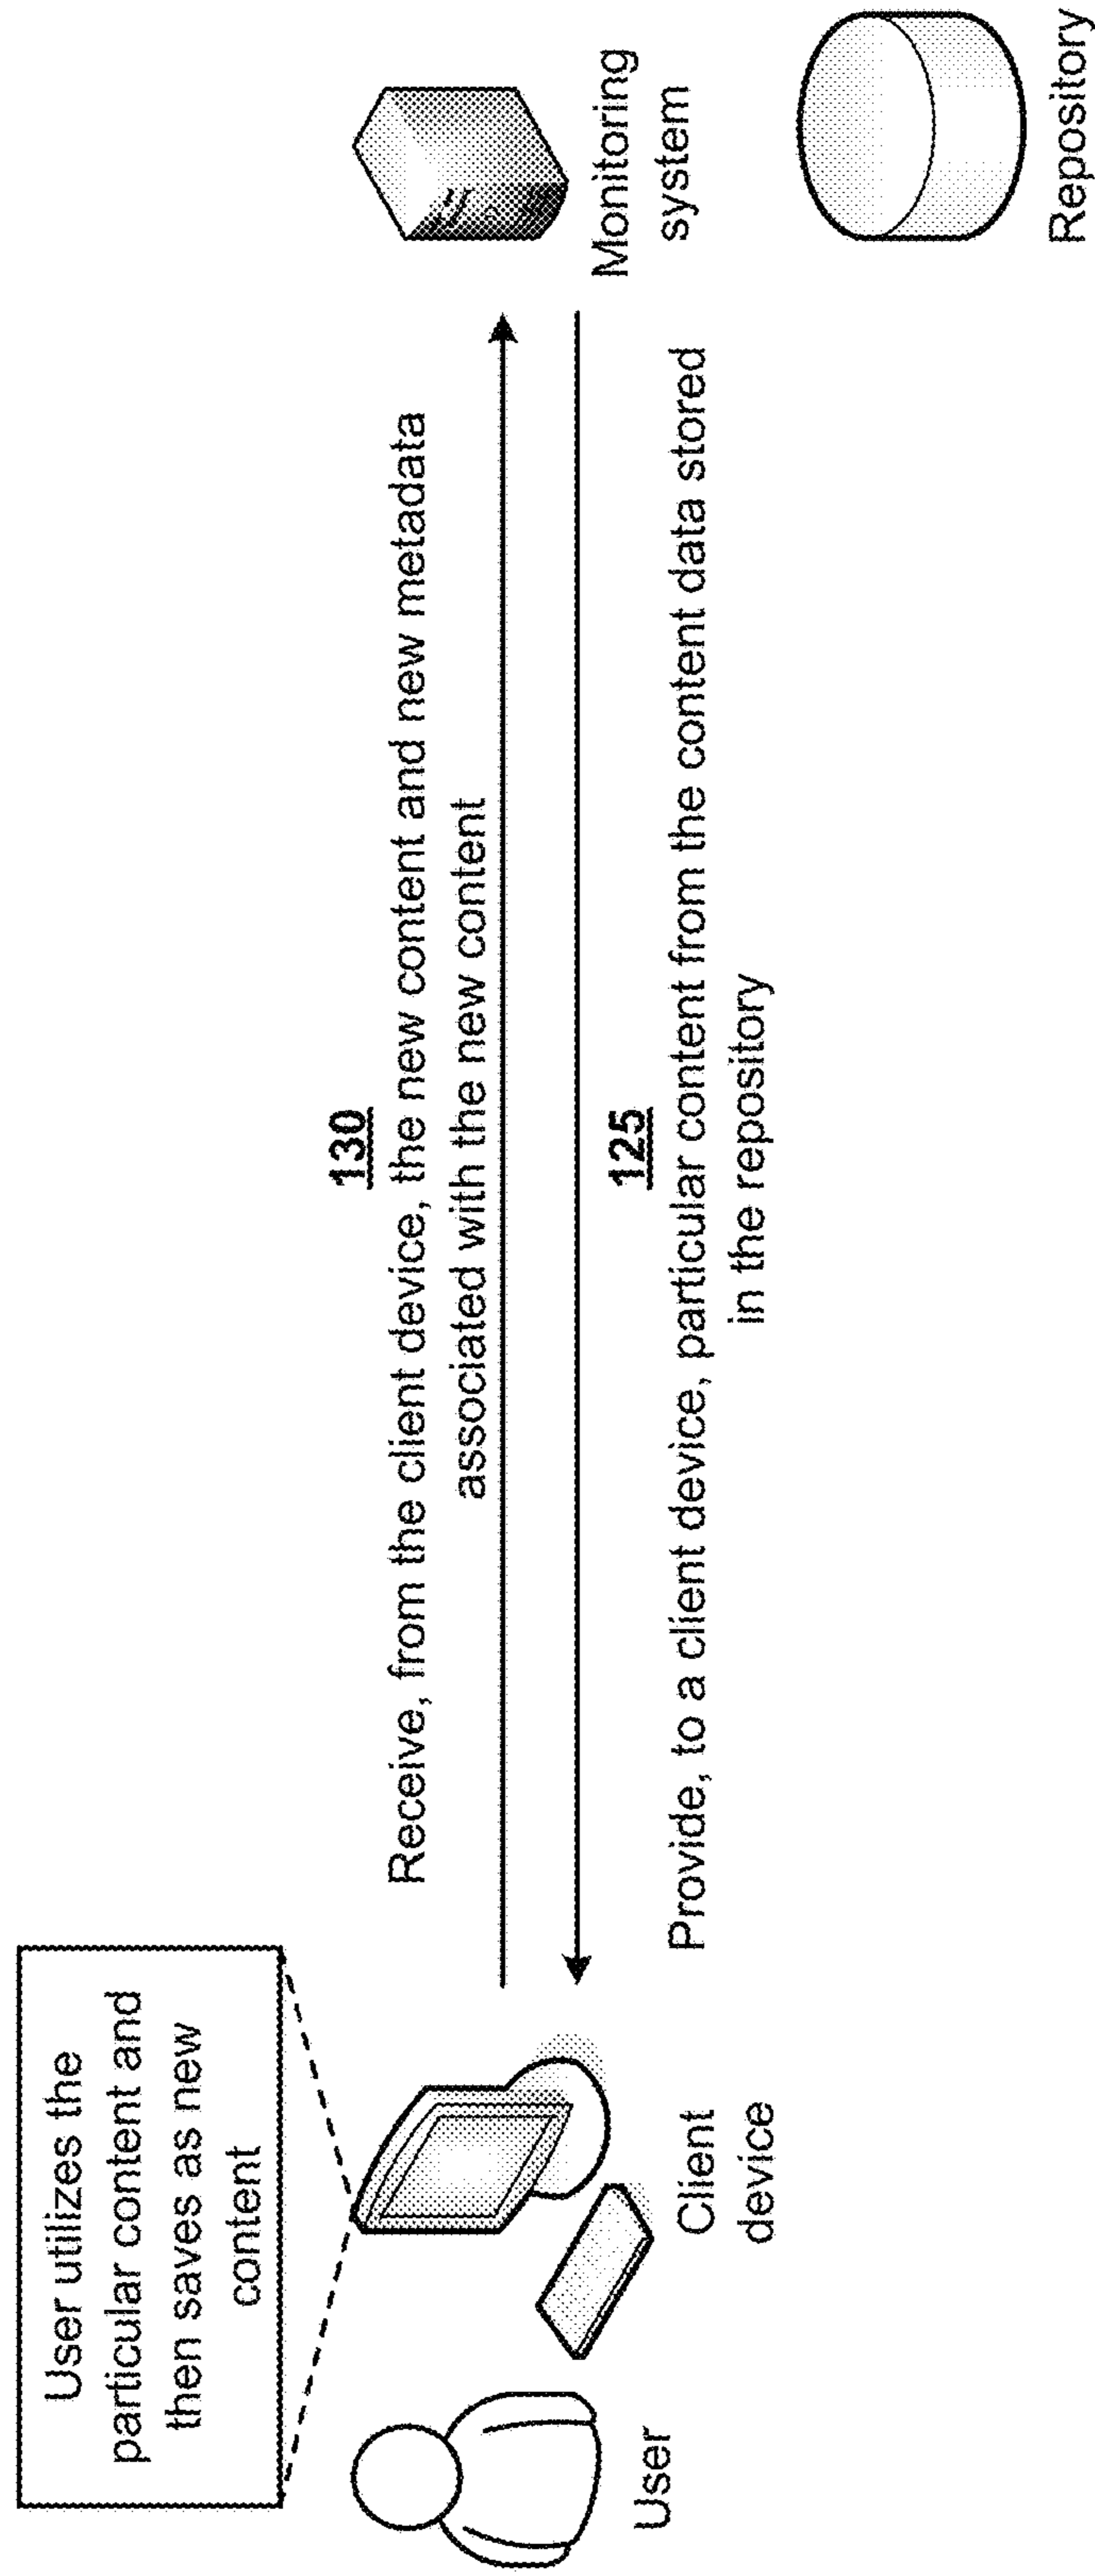 User utilizes the
particular content and
then saves as new
content
130
Receive, from the client device, the new content and new metadata
associated with the new content
125
Provide, to a client device, particular content from the content data stored
in the repository
User
Client
device
Monitoring
system
Repository